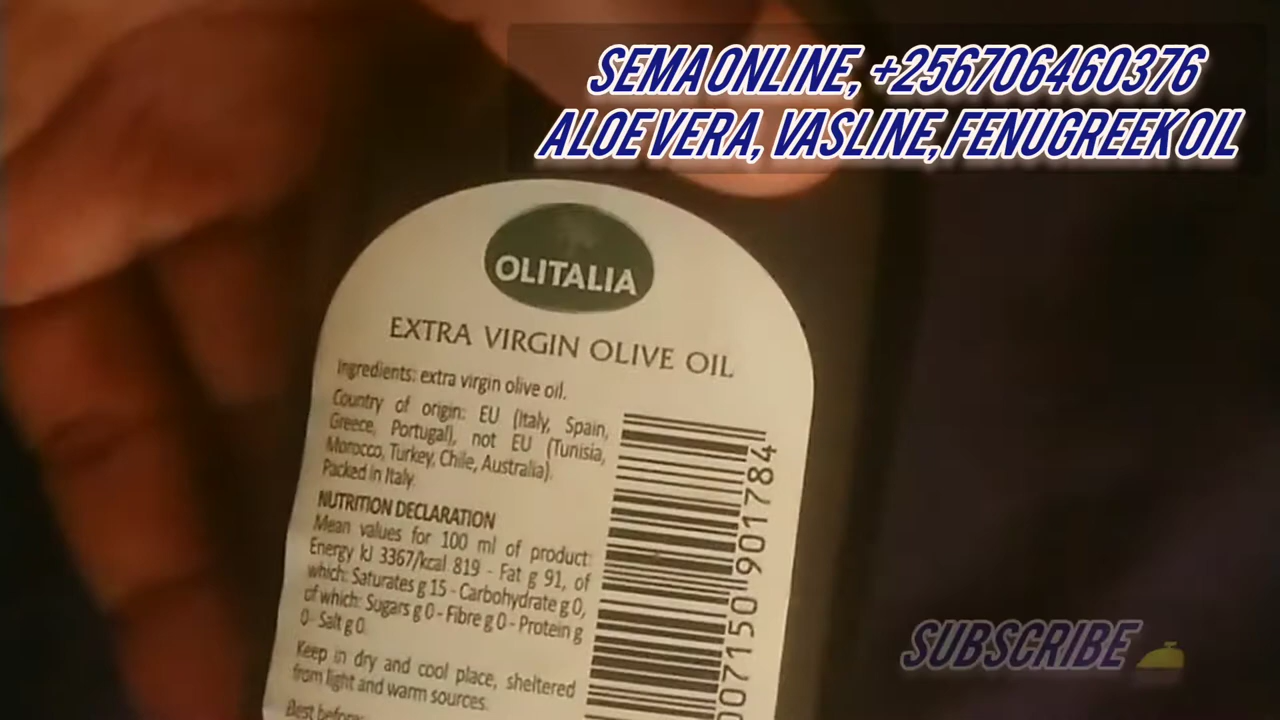 SEMA ONLINE, +256706460376
ALOE VERA, VASLINE,FENUGREEK OIL
OLITALIA
EXTRA VIRGIN OLIVE OIL
Ingredients: extra virgin olive oil.
Country of origin: EU (Italy, Spain,
Greece, Portugal), not EU (Tunisia,
Morocco, Turkey, Chile, Australia).
Packed in Italy.
NUTRITION DECLARATION
Mean values for 100 ml of product:
Energy kJ 3367/kcal 819 - Fat g 91, of
which: Saturates g 15 - Carbohydrate g 0,
of which: Sugars g 0 - Fibre g 0 - Protein g
0 - Salt g 0.
Keep in dry and cool place, sheltered
from light and warm sources.
Best before
007150 901784
SUBSCRIBE